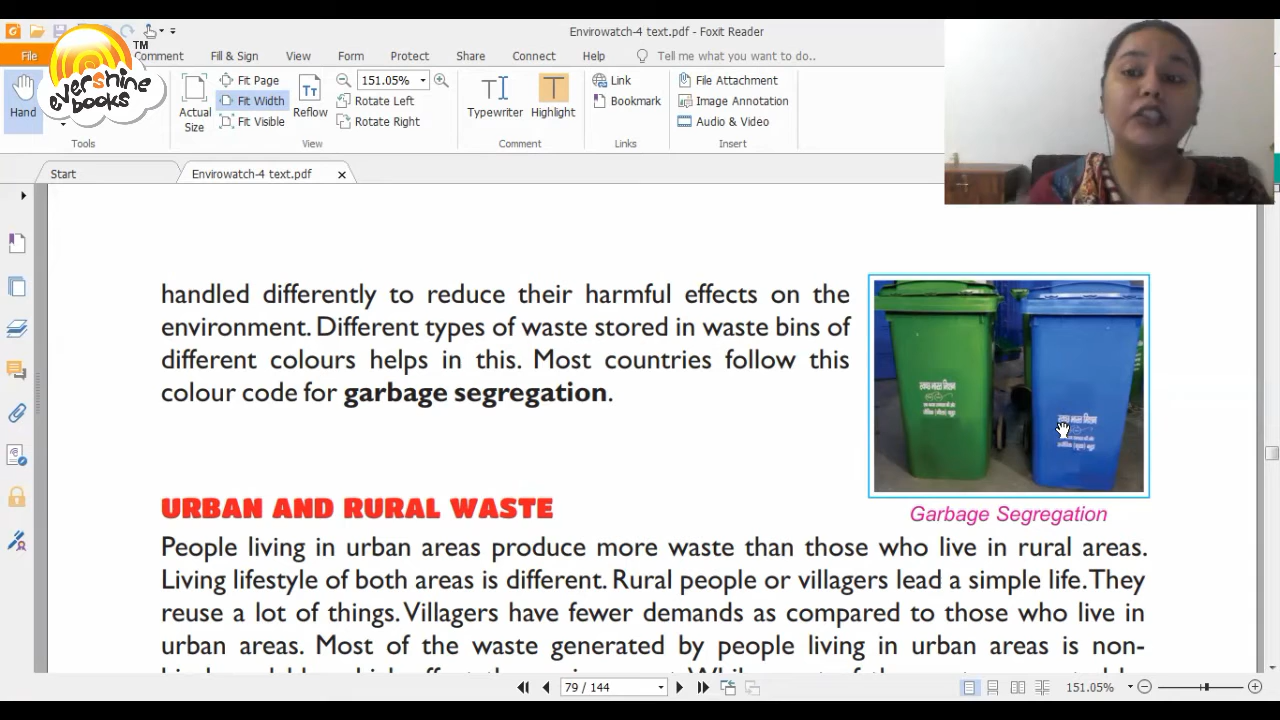 Envirowatch-4 text.pdf - Foxit Reader
TM
evershine
books
File
Comment
Fill & Sign
View
Form
Protect
Share
Connect
Help
Tell me what you want to do..
Hand
Actual
Size
Fit Page
Fit Width
Fit Visible
Reflow
151.05%
Rotate Left
Rotate Right
Typewriter
Highlight
Link
Bookmark
File Attachment
Image Annotation
Audio & Video
Tools
View
Comment
Links
Insert
Start
Envirowatch-4 text.pdf
handled differently to reduce their harmful effects on the
environment. Different types of waste stored in waste bins of
different colours helps in this. Most countries follow this
colour code for garbage segregation.
स्वच्छ भारत मिशन
स्वच्छ भारत मिशन
Garbage Segregation
URBAN AND RURAL WASTE
People living in urban areas produce more waste than those who live in rural areas.
Living lifestyle of both areas is different. Rural people or villagers lead a simple life. They
reuse a lot of things. Villagers have fewer demands as compared to those who live in
urban areas. Most of the waste generated by people living in urban areas is non-
79 / 144
151.05%